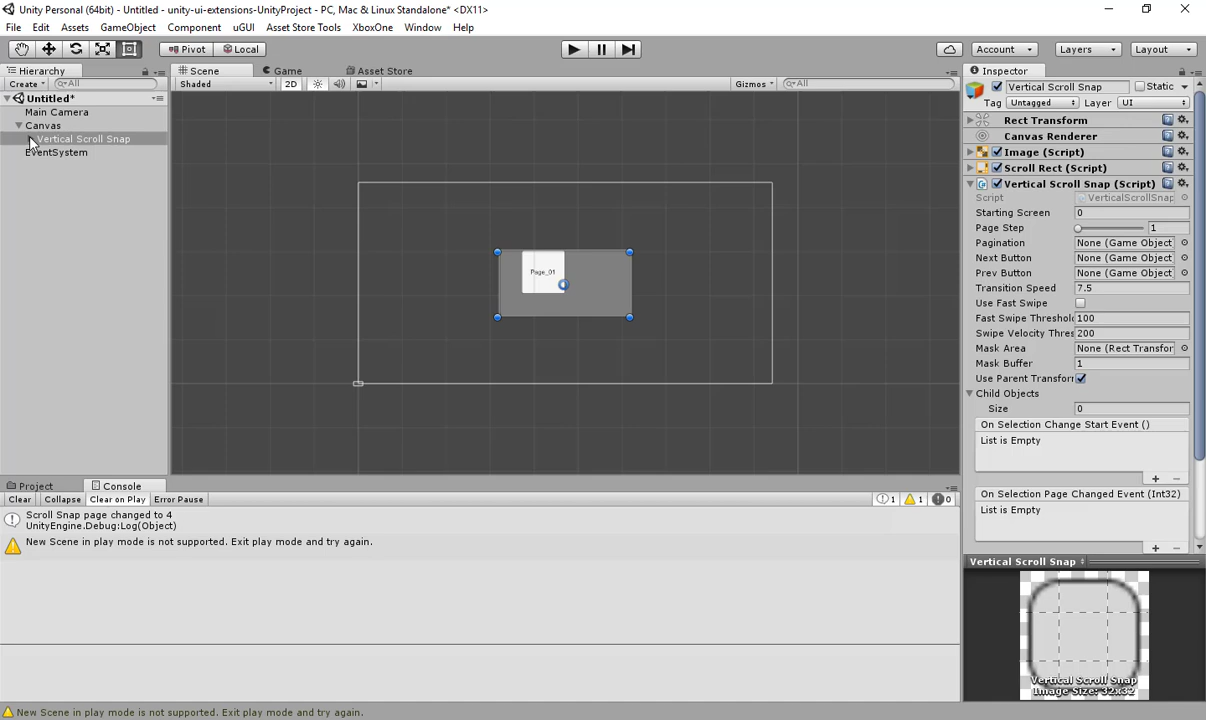 Unity Personal (64bit) - Untitled - unity-ui-extensions-UnityProject - PC, Mac & Linux Standalone* <DX11>
File Edit Assets GameObject Component uGUI Asset Store Tools XboxOne Window Help
Pivot Local Account Layers Layout
Hierarchy Scene Game Asset Store Inspector
Create All Shaded 2D Gizmos All Vertical Scroll Snap Static
Untitled* Tag Untagged Layer UI
Main Camera
Canvas
Vertical Scroll Snap
EventSystem
Page_01
Rect Transform
Canvas Renderer
Image (Script)
Scroll Rect (Script)
Vertical Scroll Snap (Script)
Script VerticalScrollSnap
Starting Screen 0
Page Step 1
Pagination None (Game Object
Next Button None (Game Object
Prev Button None (Game Object
Transition Speed 7.5
Use Fast Swipe
Fast Swipe Threshold 100
Swipe Velocity Thres 200
Mask Area None (Rect Transfor
Mask Buffer 1
Use Parent Transform
Child Objects
Size 0
On Selection Change Start Event ()
List is Empty
+ −
On Selection Page Changed Event (Int32)
List is Empty
+ −
Project Console
Clear Collapse Clear on Play Error Pause 1 1 0
Scroll Snap page changed to 4
UnityEngine.Debug:Log(Object)
New Scene in play mode is not supported. Exit play mode and try again.
Vertical Scroll Snap
Vertical Scroll Snap
Image Size: 32x32
New Scene in play mode is not supported. Exit play mode and try again.